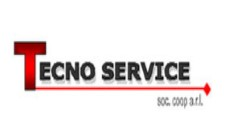 TECNO SERVICE
soc. coop a r.l.